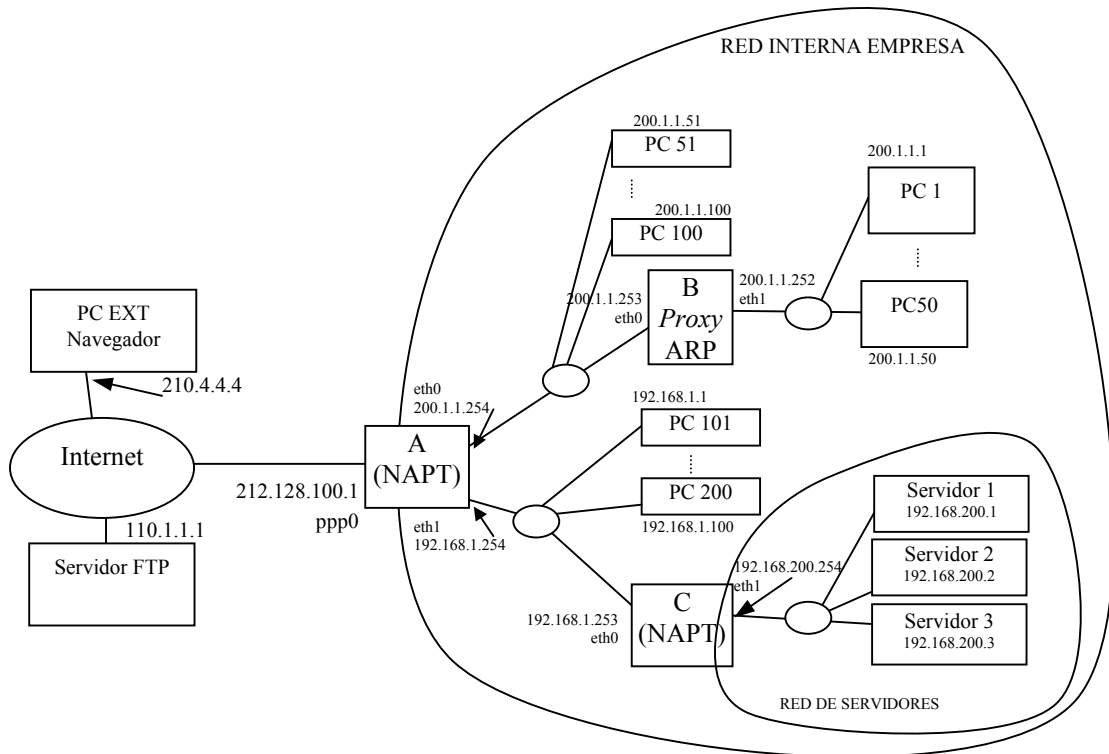 RED INTERNA EMPRESA
200.1.1.51
PC 51
200.1.1.100
PC 100
200.1.1.1
PC 1
200.1.1.253
eth0
B
Proxy
ARP
200.1.1.252
eth1
PC50
200.1.1.50
PC EXT
Navegador
210.4.4.4
Internet
110.1.1.1
Servidor FTP
212.128.100.1
ppp0
eth0
200.1.1.254
A
(NAPT)
eth1
192.168.1.254
192.168.1.1
PC 101
PC 200
192.168.1.100
192.168.1.253
eth0
C
(NAPT)
192.168.200.254
eth1
Servidor 1
192.168.200.1
Servidor 2
192.168.200.2
Servidor 3
192.168.200.3
RED DE SERVIDORES